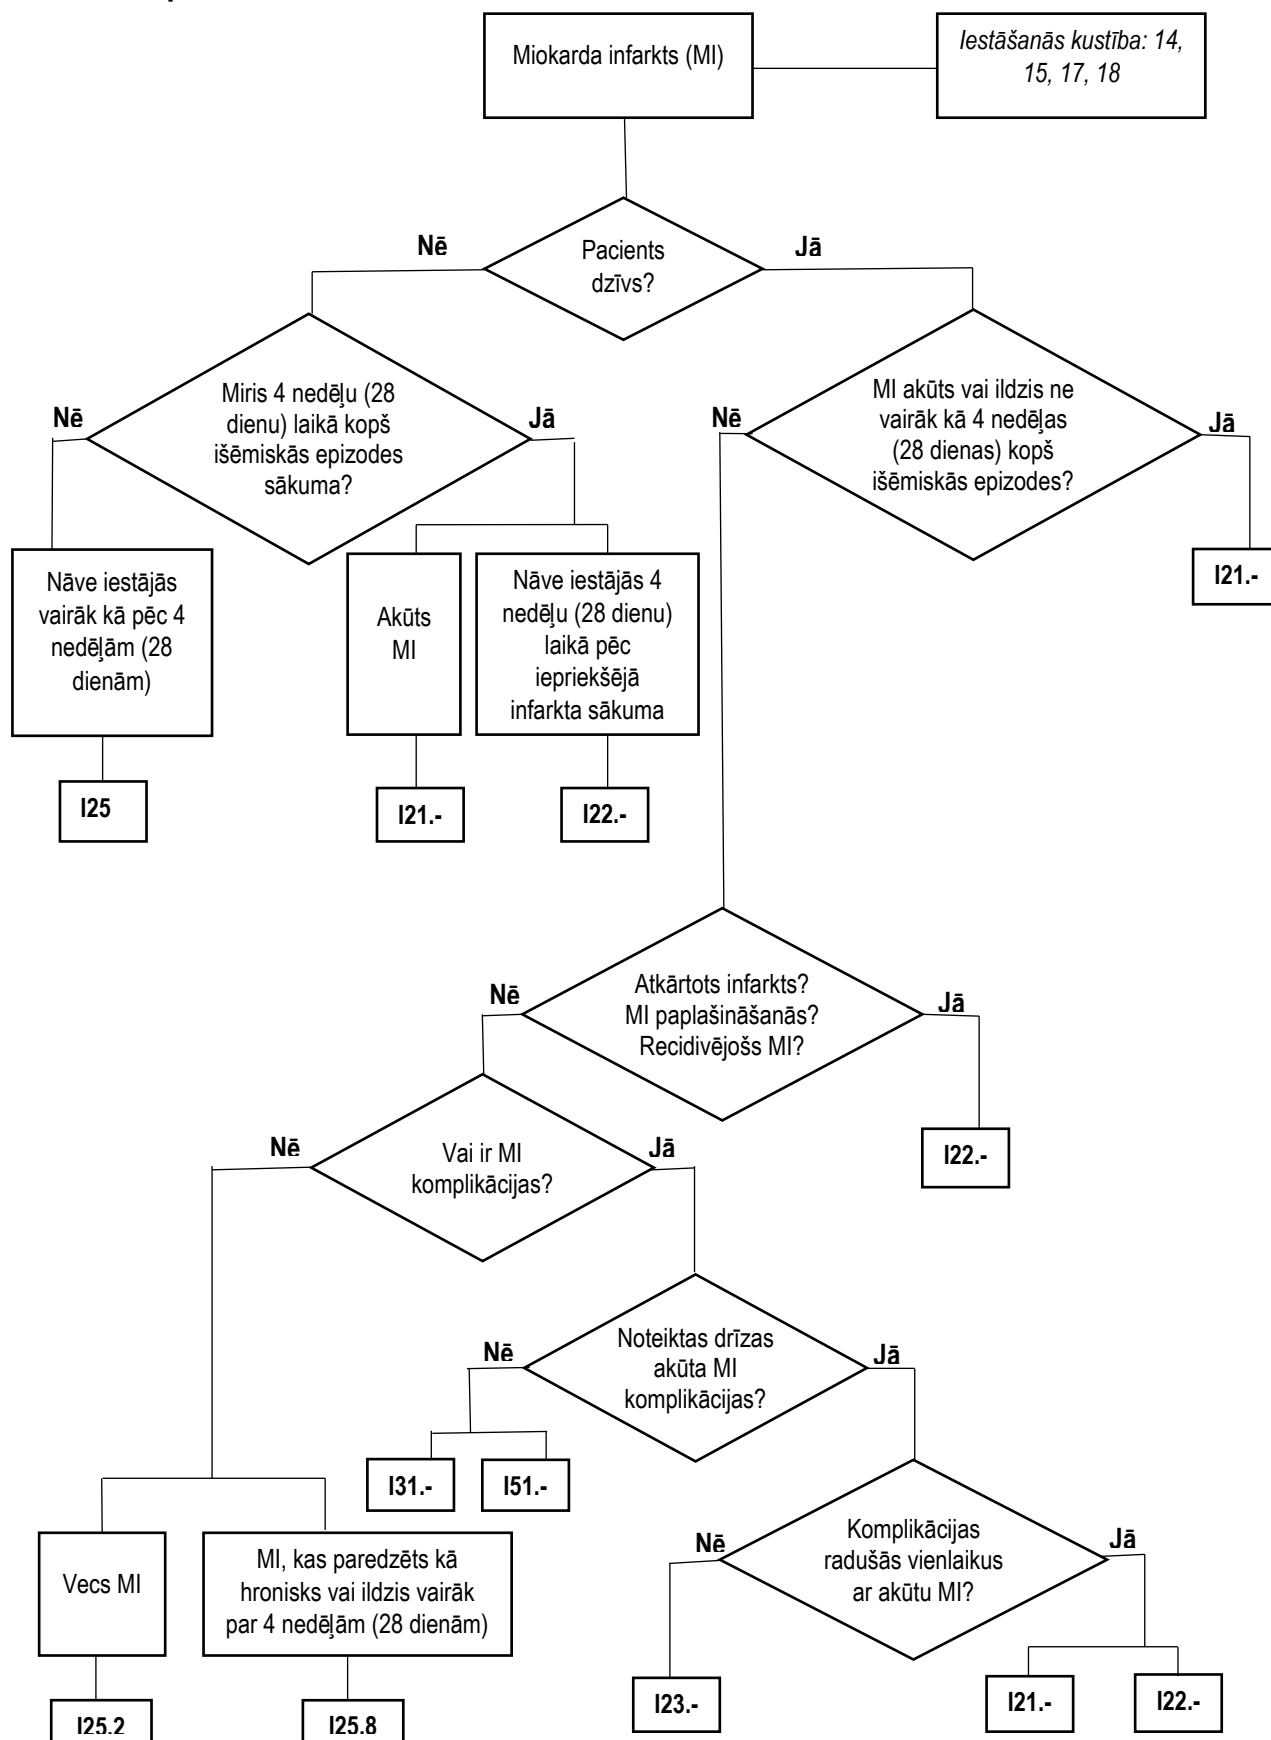 Miokarda infarkts (MI)
Iestāšanās kustība: 14,
15, 17, 18
Nē
Pacients
dzīvs?
Jā
Nē
Miris 4 nedēļu (28
dienu) laikā kopš
išēmiskās epizodes
sākuma?
Jā
Nē
MI akūts vai ildzis ne
vairāk kā 4 nedēļas
(28 dienas) kopš
išēmiskās epizodes?
Jā
Nāve iestājās
vairāk kā pēc 4
nedēļām (28
dienām)
Akūts
MI
Nāve iestājās 4
nedēļu (28 dienu)
laikā pēc
iepriekšējā
infarkta sākuma
I21.-
I25
I21.-
I22.-
Nē
Atkārtots infarkts?
MI paplašināšanās?
Recidivējošs MI?
Jā
I22.-
Nē
Vai ir MI
komplikācijas?
Jā
Nē
Noteiktas drīzas
akūta MI
komplikācijas?
Jā
I31.-
I51.-
Vecs MI
MI, kas paredzēts kā
hronisks vai ildzis vairāk
par 4 nedēļām (28 dienām)
Nē
Komplikācijas
radušās vienlaikus
ar akūtu MI?
Jā
I25.2
I25.8
I23.-
I21.-
I22.-